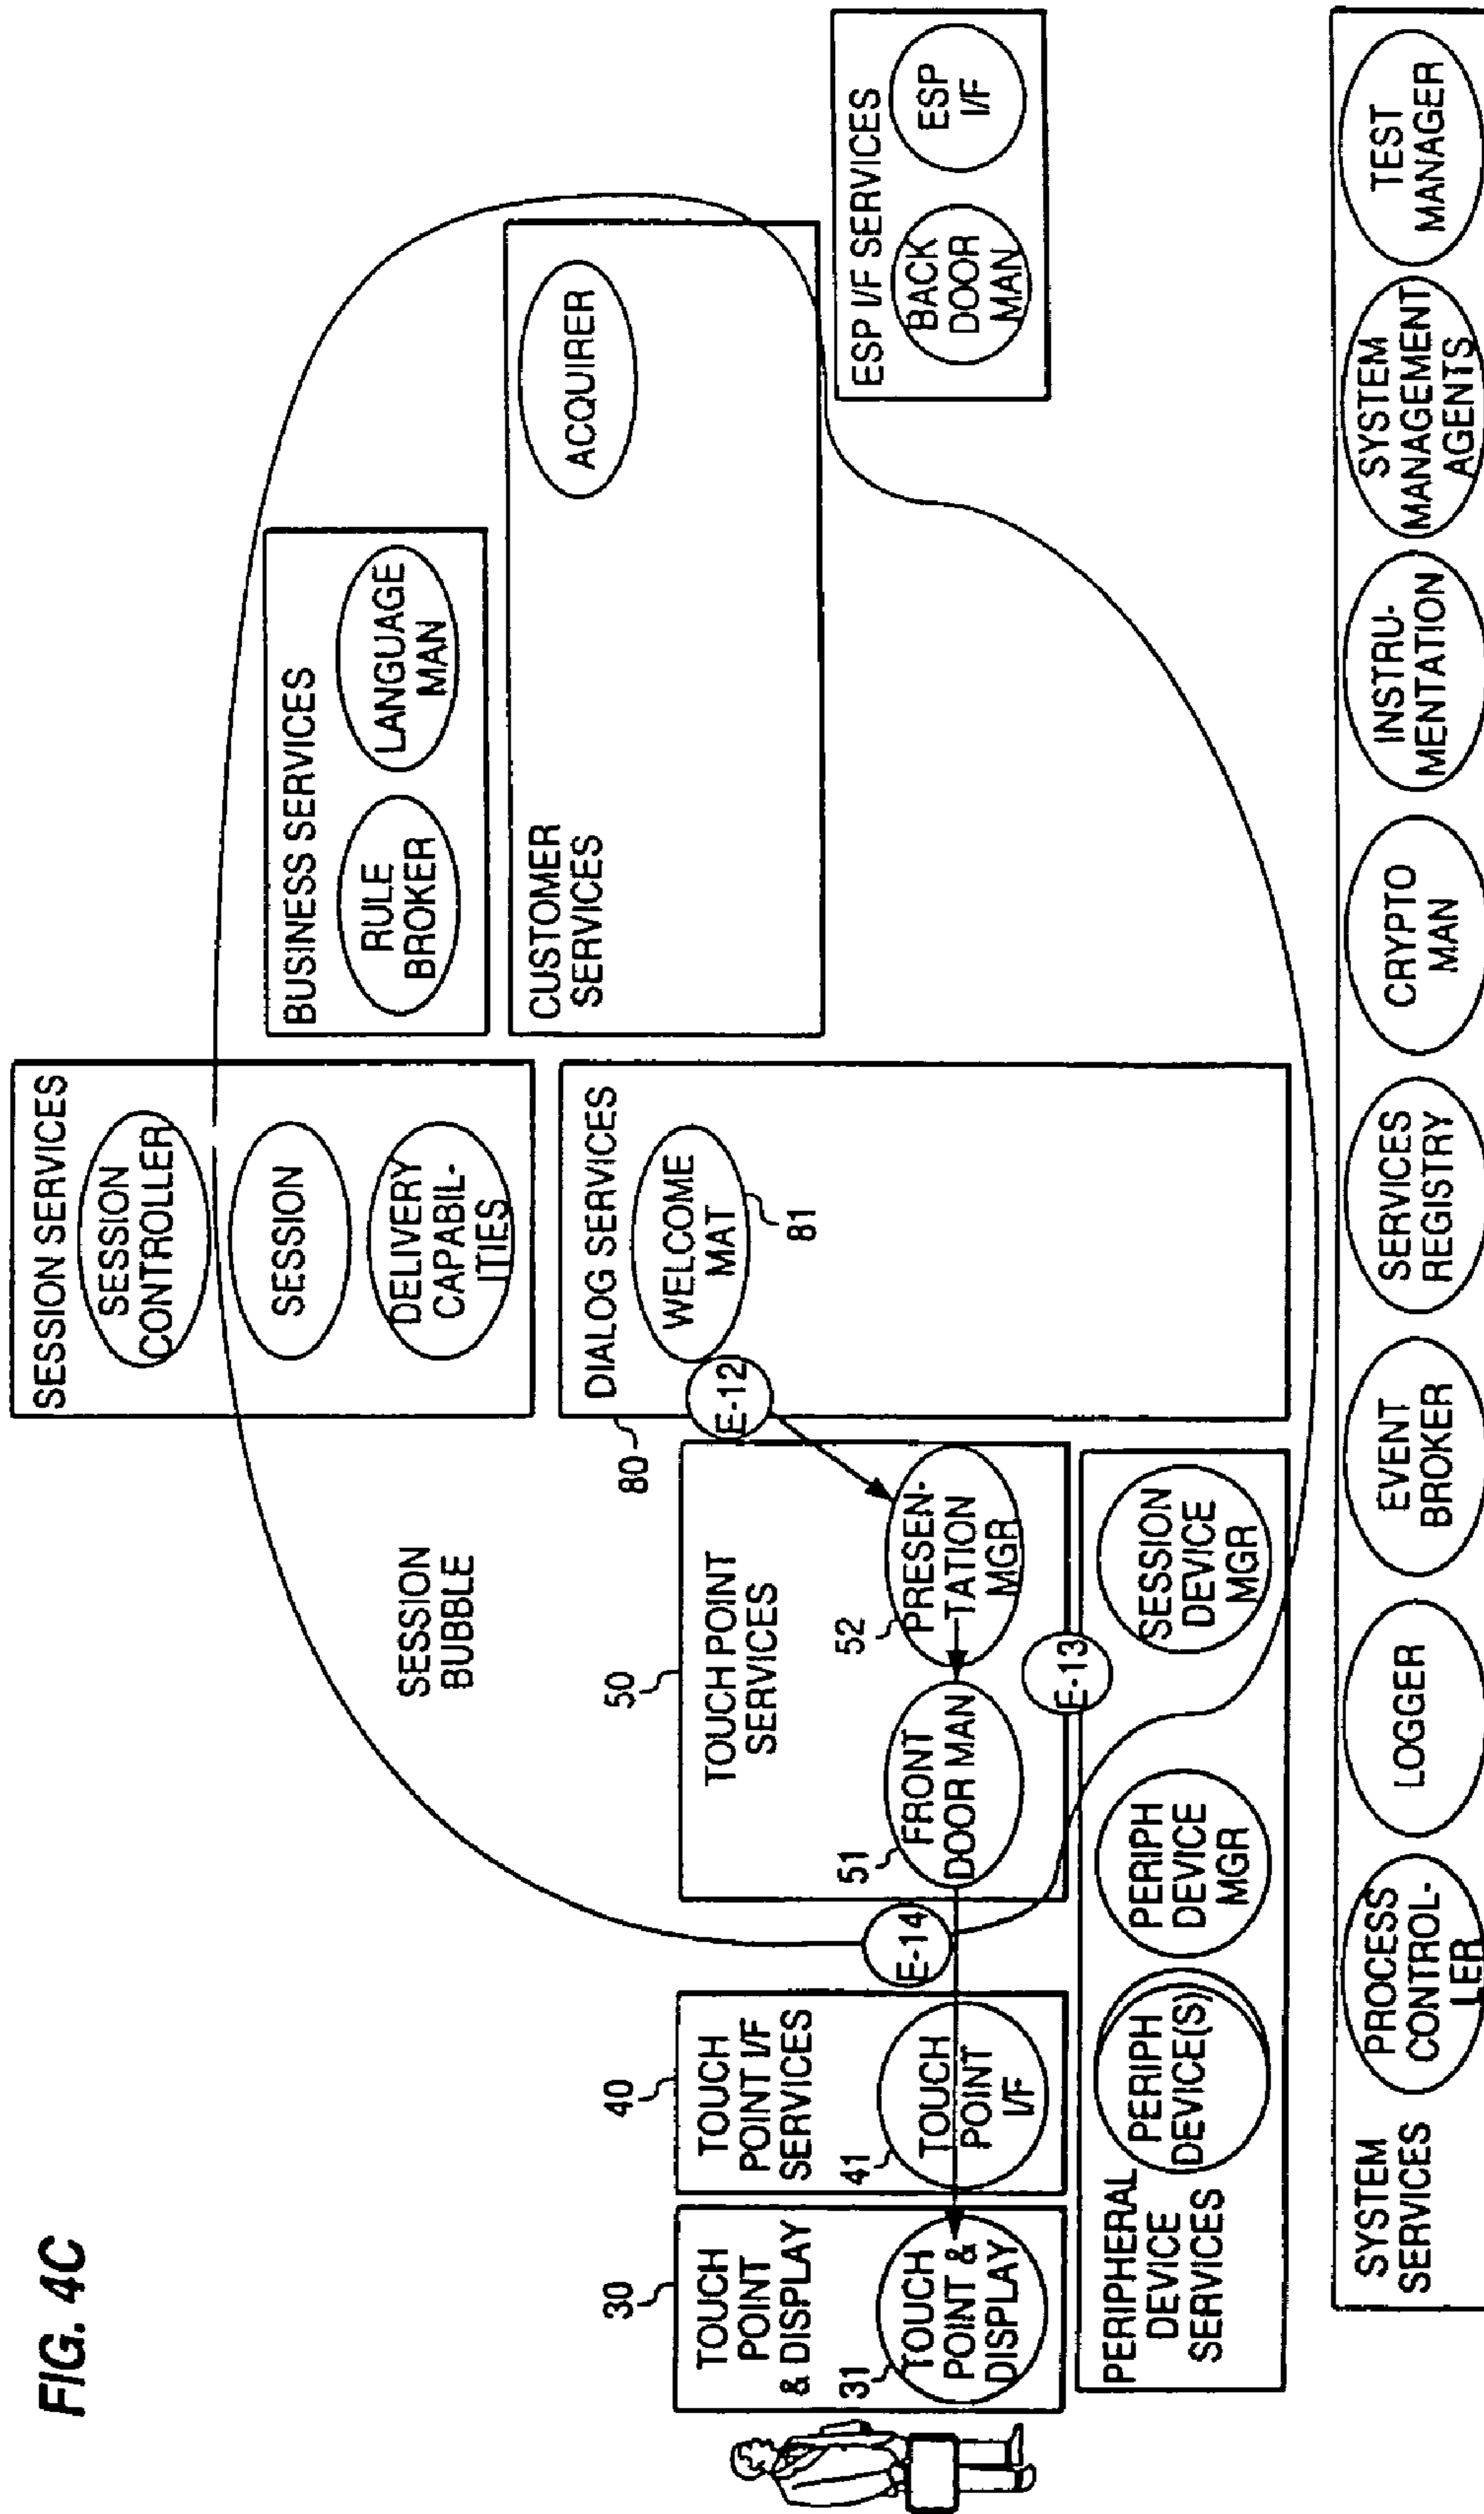 FIG. 4C
SESSION SERVICES
SESSION
CONTROLLER
SESSION
DELIVERY
CAPABIL-
ITIES
BUSINESS SERVICES
RULE
BROKER
LANGUAGE
MAN
SESSION
BUBBLE
CUSTOMER
SERVICES
ACQUIRER
80
DIALOG SERVICES
WELCOME
MAT
81
E-12
30
TOUCH
POINT
& DISPLAY
31
TOUCH
POINT &
DISPLAY
40
TOUCH
POINT I/F
SERVICES
41
TOUCH
POINT
I/F
E-14
50
TOUCH POINT
SERVICES
51
FRONT
DOOR MAN
52
PRESEN-
TATION
MGR
E-13
ESP I/F SERVICES
BACK
DOOR
MAN
ESP
I/F
PERIPHERAL
DEVICE
SERVICES
PERIPH
DEVICE(S)
PERIPH
DEVICE
MGR
SESSION
DEVICE
MGR
SYSTEM
SERVICES
PROCESS
CONTROL-
LER
LOGGER
EVENT
BROKER
SERVICES
REGISTRY
CRYPTO
MAN
INSTRU-
MENTATION
SYSTEM
MANAGEMENT
AGENTS
TEST
MANAGER